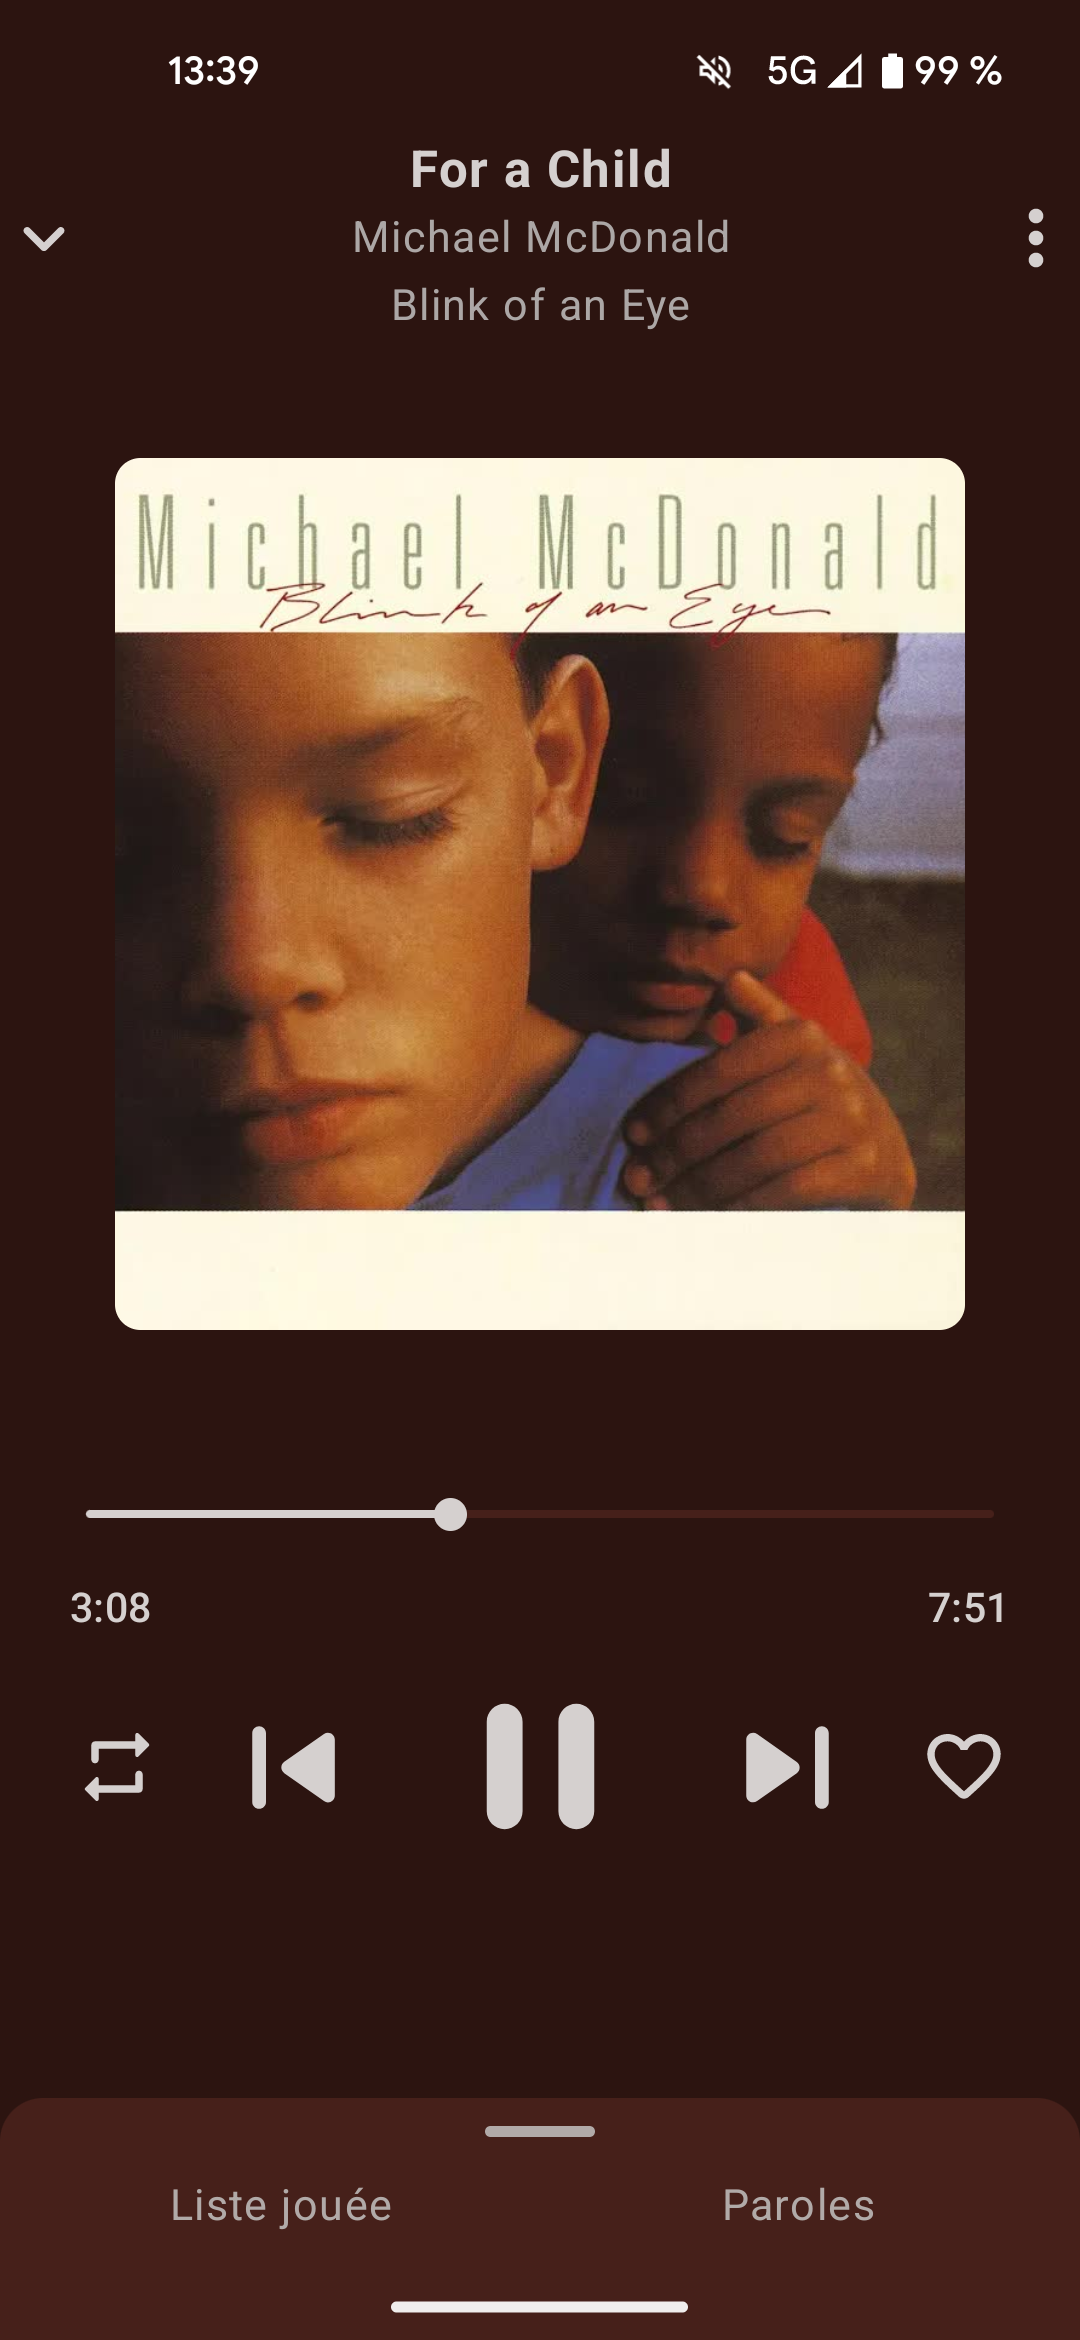 13:39 5G 99 %
For a Child
Michael McDonald
Blink of an Eye
Michael McDonald
Blink of an Eye
3:08 7:51
Liste jouée Paroles